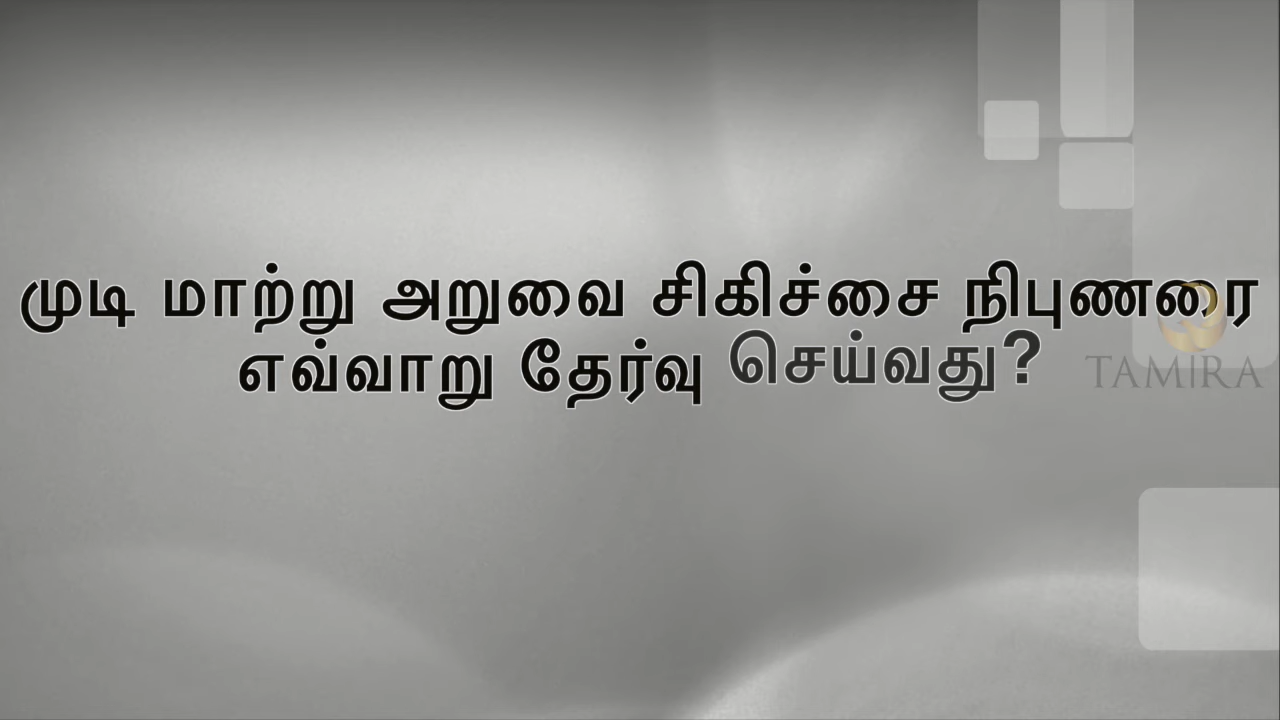 முடி மாற்று அறுவை சிகிச்சை நிபுணரை
எவ்வாறு தேர்வு செய்வது?
TAMIRA